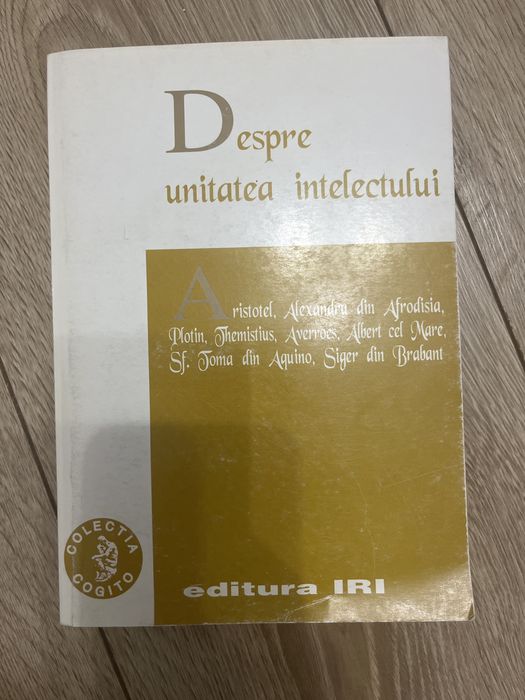 Despre
unitatea intelectului
Aristotel, Alexandru din Afrodisia,
Plotin, Themistius, Averroes, Albert cel Mare,
Sf. Toma din Aquino, Siger din Brabant
COLECTIA
COGITO
editura IRI